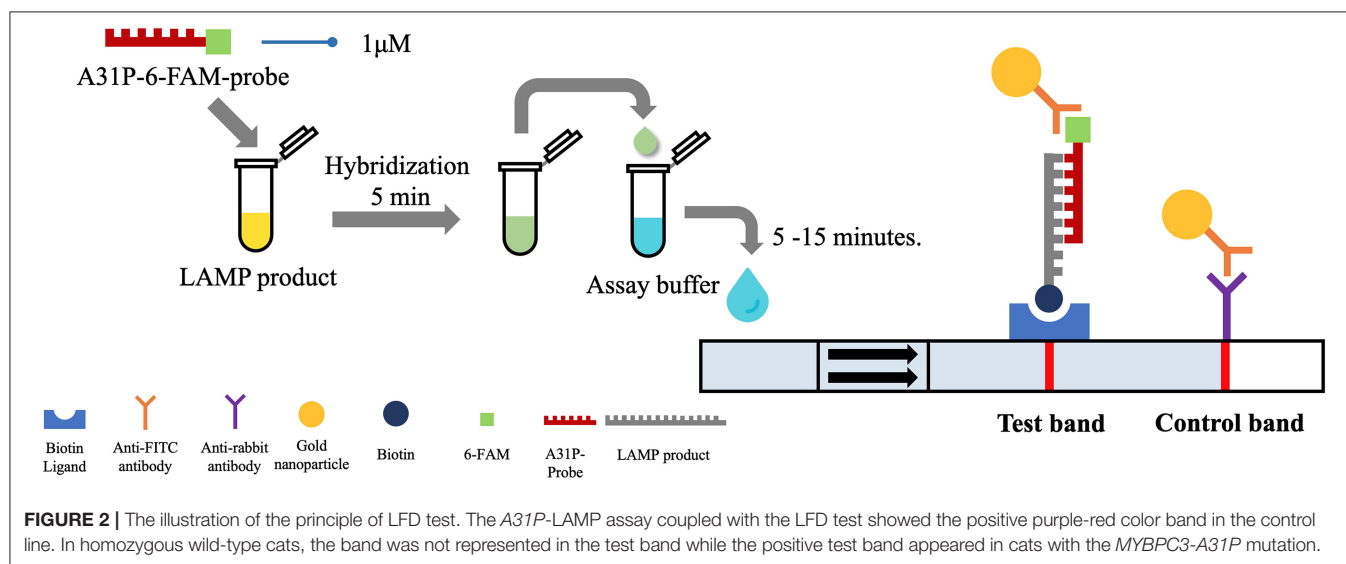 1μM
A31P-6-FAM-probe
Hybridization
5 min
LAMP product
Assay buffer
5 -15 minutes.
Test band
Control band
Biotin
Ligand
Anti-FITC
antibody
Anti-rabbit
antibody
Gold
nanoparticle
Biotin
6-FAM
A31P-
Probe
LAMP product
FIGURE 2 | The illustration of the principle of LFD test. The A31P-LAMP assay coupled with the LFD test showed the positive purple-red color band in the control
line. In homozygous wild-type cats, the band was not represented in the test band while the positive test band appeared in cats with the MYBPC3-A31P mutation.